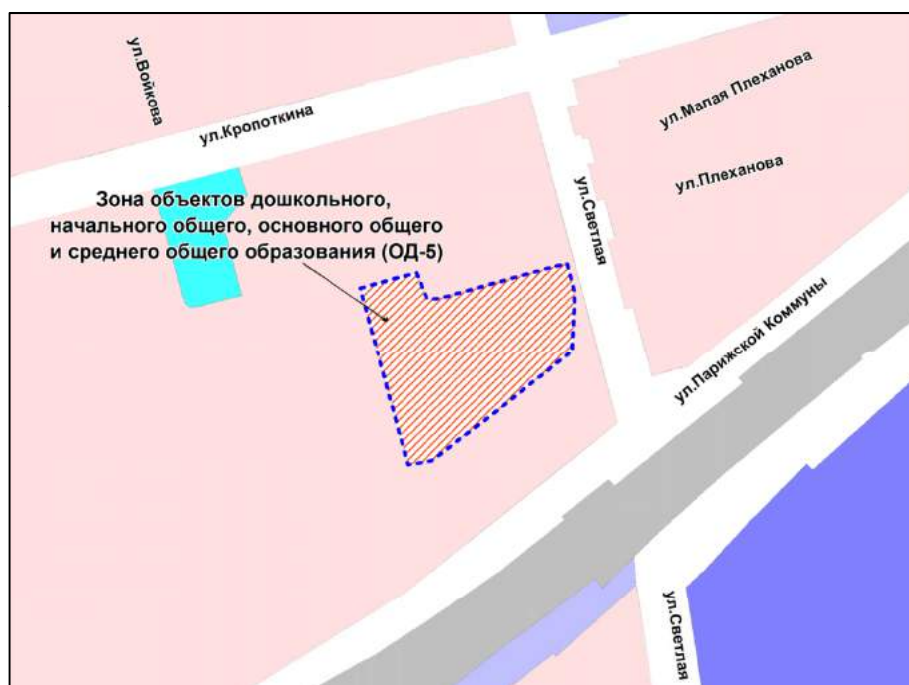 ул.Войкова
ул.Кропоткина
ул.Малая Плеханова
ул.Плеханова
Зона объектов дошкольного,
начального общего, основного общего
и среднего общего образования (ОД-5)
ул.Светлая
ул.Парижской Коммуны
ул.Светлая